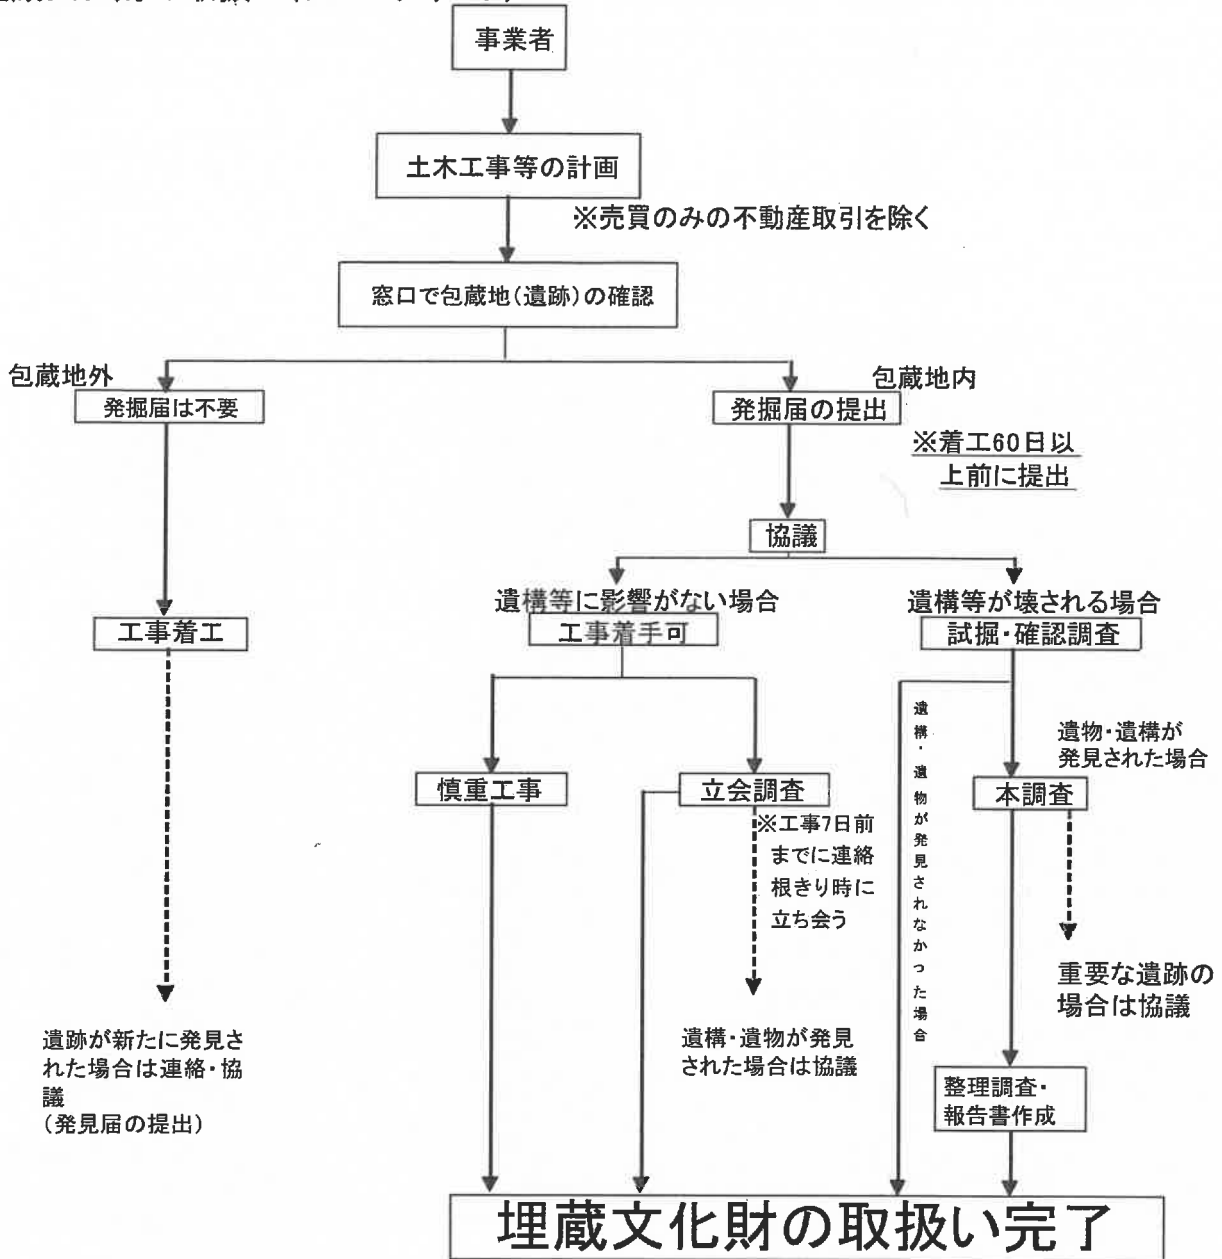 事業者
土木工事等の計画
※売買のみの不動産取引を除く
窓口で包蔵地(遺跡)の確認
包蔵地外
発掘届は不要
包蔵地内
発掘届の提出
※着工60日以
上前に提出
協議
遺構等に影響がない場合
工事着手可
遺構等が壊される場合
試掘・確認調査
工事着工
遺構・遺物が発見されなかつた場合
遺物・遺構が
発見された場合
慎重工事
立会調査
本調査
※工事7日前
までに連絡
根きり時に
立ち会う
重要な遺跡の
場合は協議
遺跡が新たに発見さ
れた場合は連絡・協
議
(発見届の提出)
遺構・遺物が発見
された場合は協議
整理調査・
報告書作成
埋蔵文化財の取扱い完了